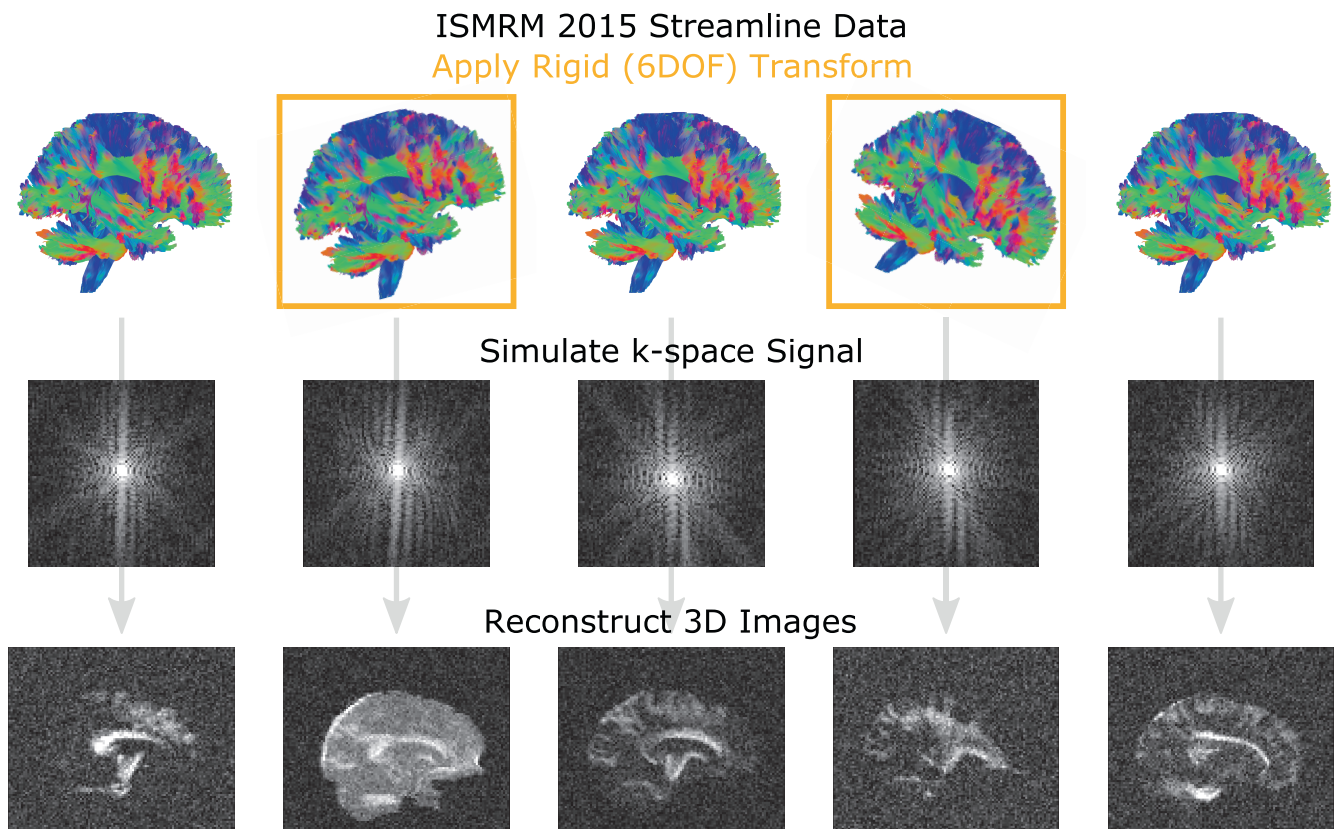 ISMRM 2015 Streamline Data
Apply Rigid (6DOF) Transform
Simulate k-space Signal
Reconstruct 3D Images